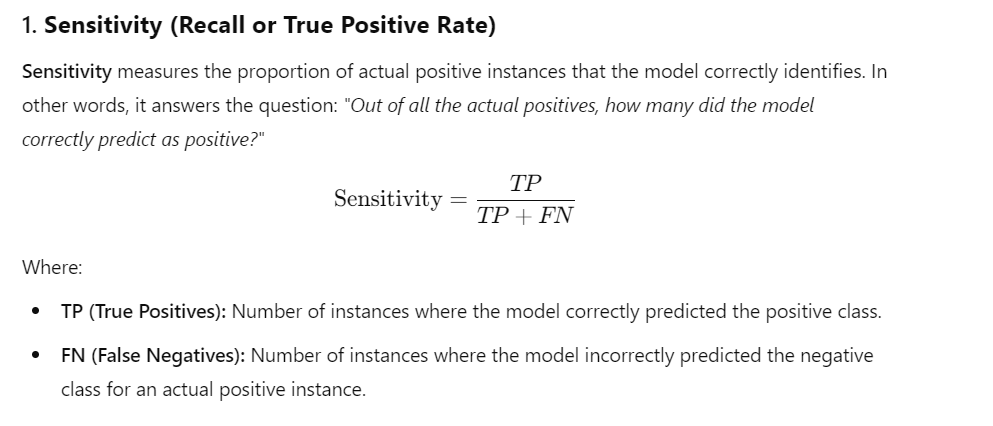 1. Sensitivity (Recall or True Positive Rate)
Sensitivity measures the proportion of actual positive instances that the model correctly identifies. In
other words, it answers the question: "Out of all the actual positives, how many did the model
correctly predict as positive?"
Sensitivity = TP / TP + FN
Where:
• TP (True Positives): Number of instances where the model correctly predicted the positive class.
• FN (False Negatives): Number of instances where the model incorrectly predicted the negative
class for an actual positive instance.